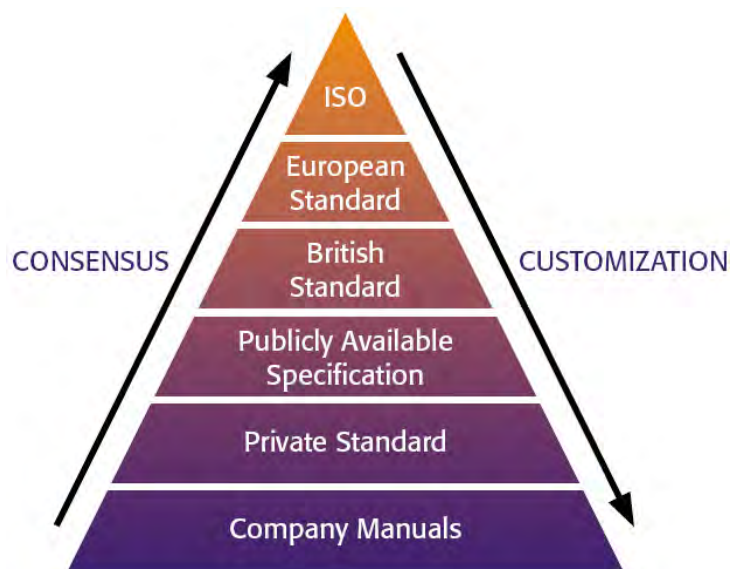 ISO
European
Standard
CONSENSUS
British
Standard
CUSTOMIZATION
Publicly Available
Specification
Private Standard
Company Manuals